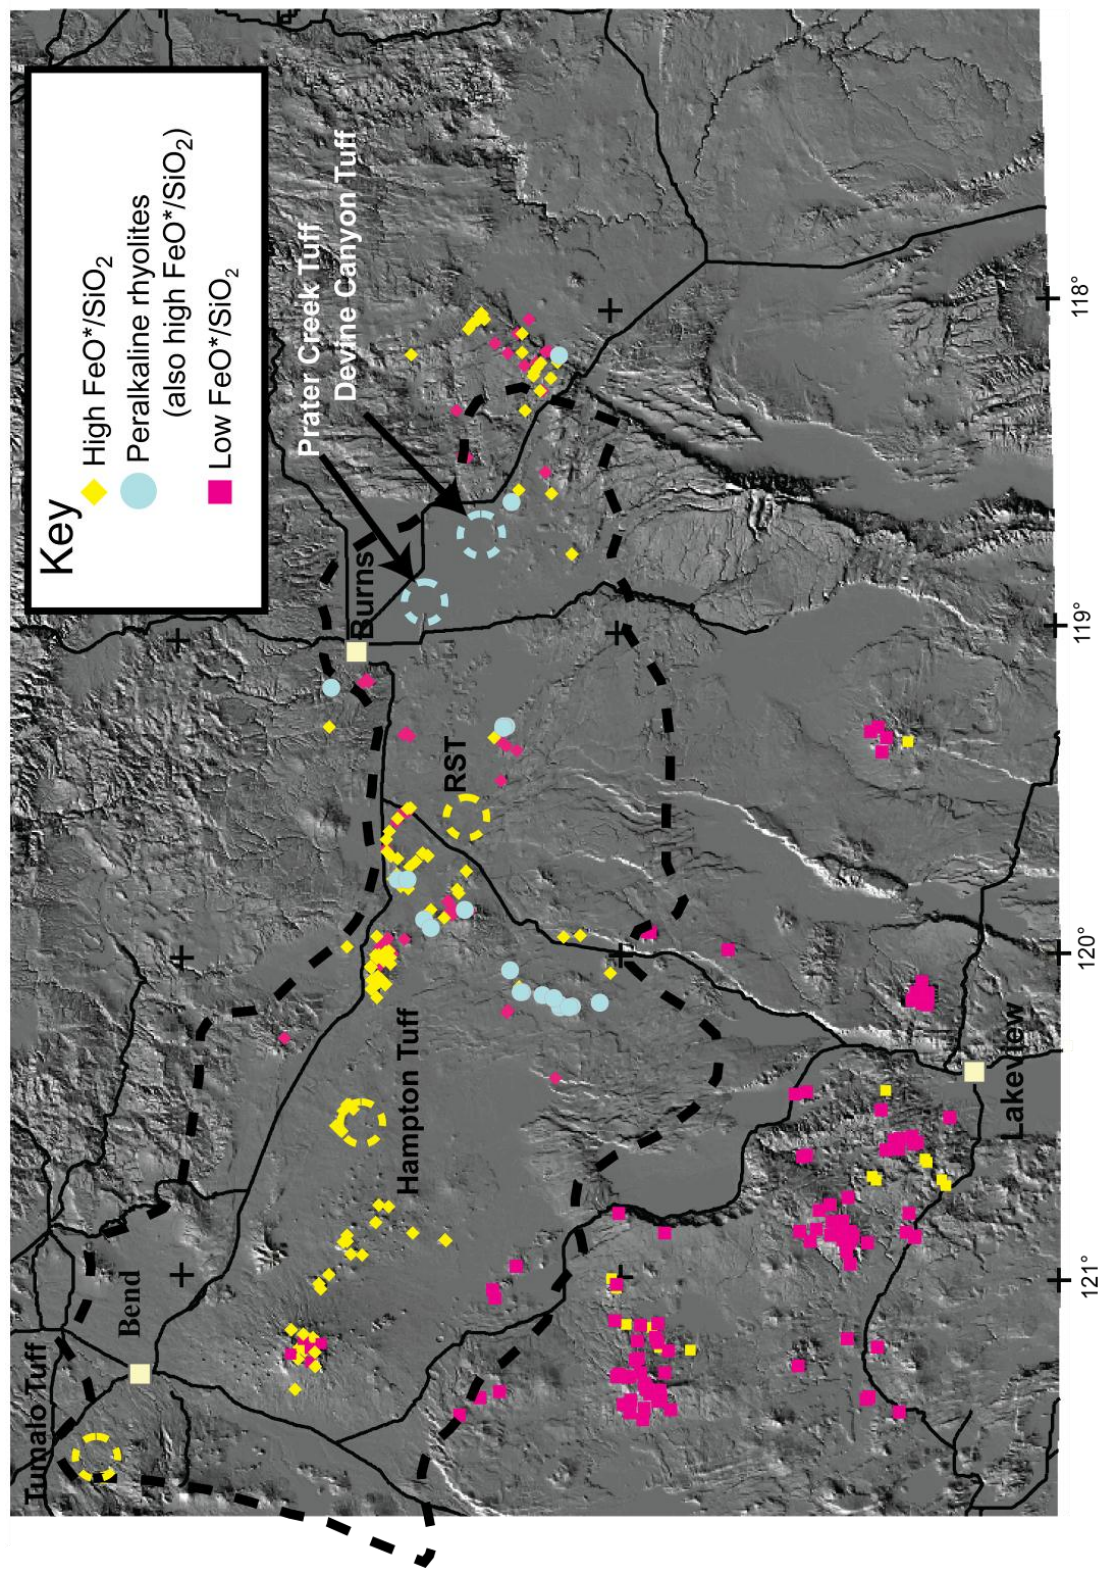 Key
High FeO*/SiO2
Peralkaline rhyolites
(also high FeO*/SiO2)
Low FeO*/SiO2
Tumalo Tuff
Bend
Hampton Tuff
RST
Burns
Prater Creek Tuff
Devine Canyon Tuff
Lakeview
121°
120°
119°
118°